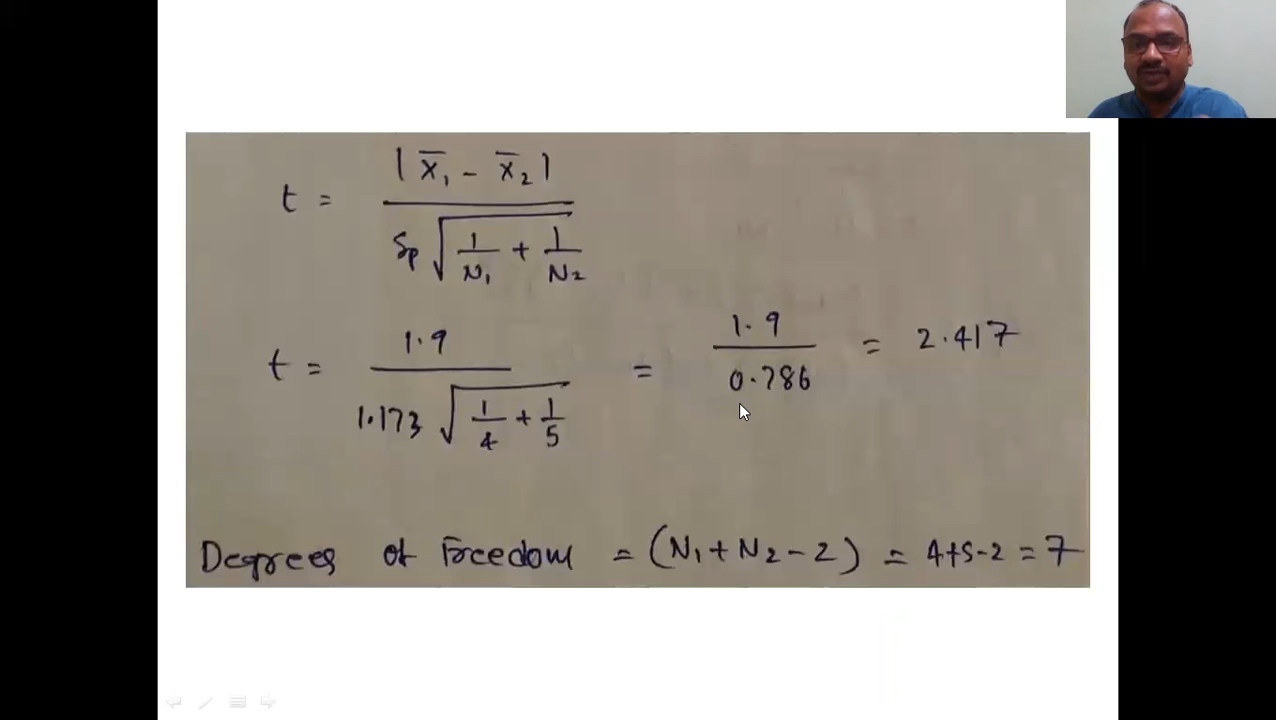 t = |x̄₁ - x̄₂| / Sp √(1/N₁ + 1/N₂)
t = 1.9 / 1.173 √(1/4 + 1/5) = 1.9 / 0.786 = 2.417
Degrees of Freedom = (N₁ + N₂ - 2) = 4+5-2 = 7